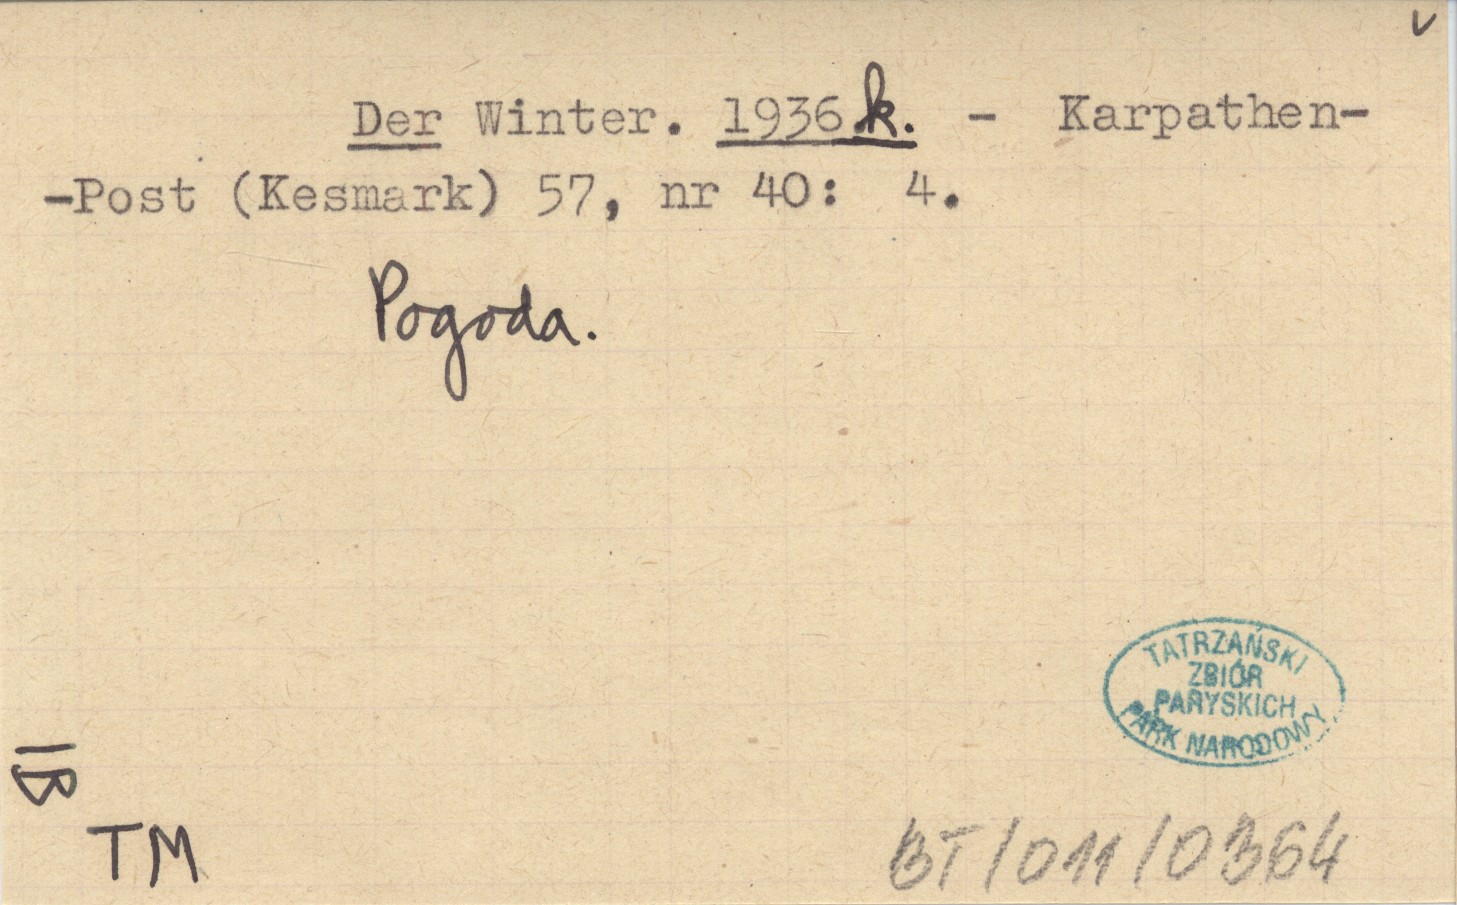 v
Der Winter. 1936 k. - Karpathen-
-Post (Kesmark) 57, nr 40: 4.
Pogoda.
TATRZAŃSKI
ZBIÓR
PARYSKICH
PARK NARODOWY
IB
TM
BT/011/0364